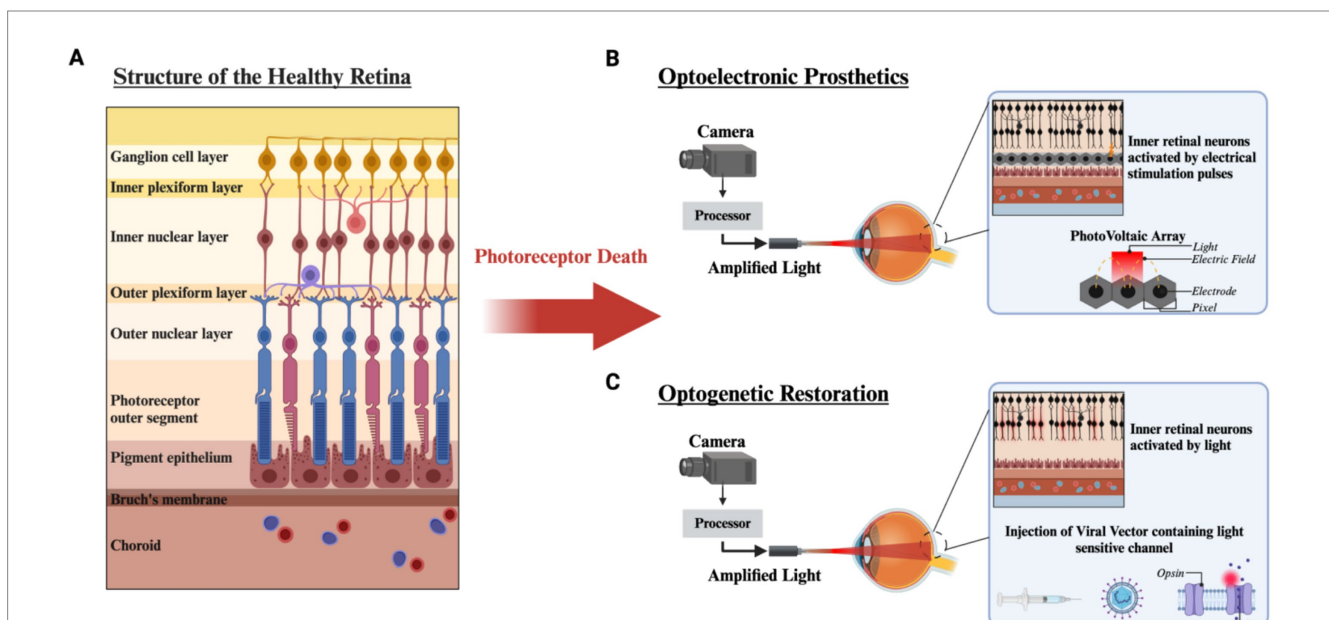 A
Structure of the Healthy Retina
Ganglion cell layer
Inner plexiform layer
Inner nuclear layer
Outer plexiform layer
Outer nuclear layer
Photoreceptor
outer segment
Pigment epithelium
Bruch's membrane
Choroid
Photoreceptor Death
B
Optoelectronic Prosthetics
Camera
Processor
Amplified Light
Inner retinal neurons
activated by electrical
stimulation pulses
PhotoVoltaic Array
Light
Electric Field
Electrode
Pixel
C
Optogenetic Restoration
Camera
Processor
Amplified Light
Inner retinal neurons
activated by light
Injection of Viral Vector containing light
sensitive channel
Opsin